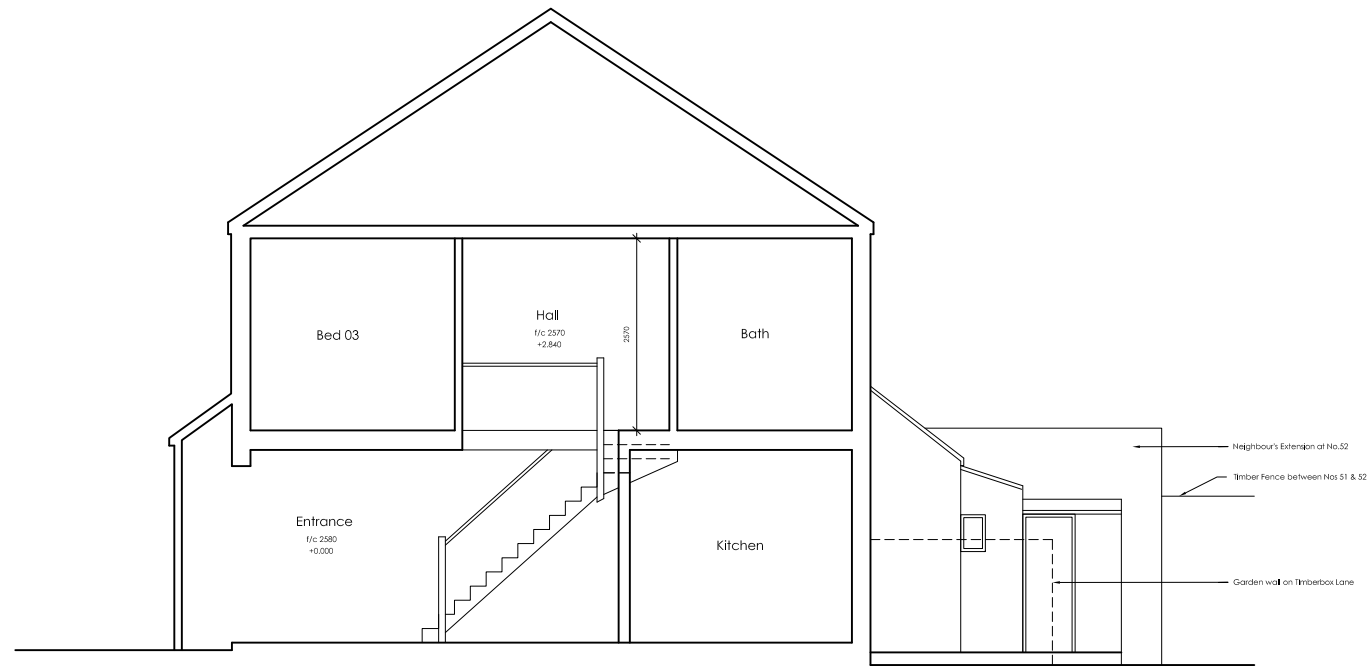 Bed 03
Hall
f/c 2570
+2.840
2570
Bath
Neighbour's Extension at No.52
Timber Fence between Nos 51 & 52
Entrance
f/c 2580
+0.000
Kitchen
Garden wall on Timberbox Lane